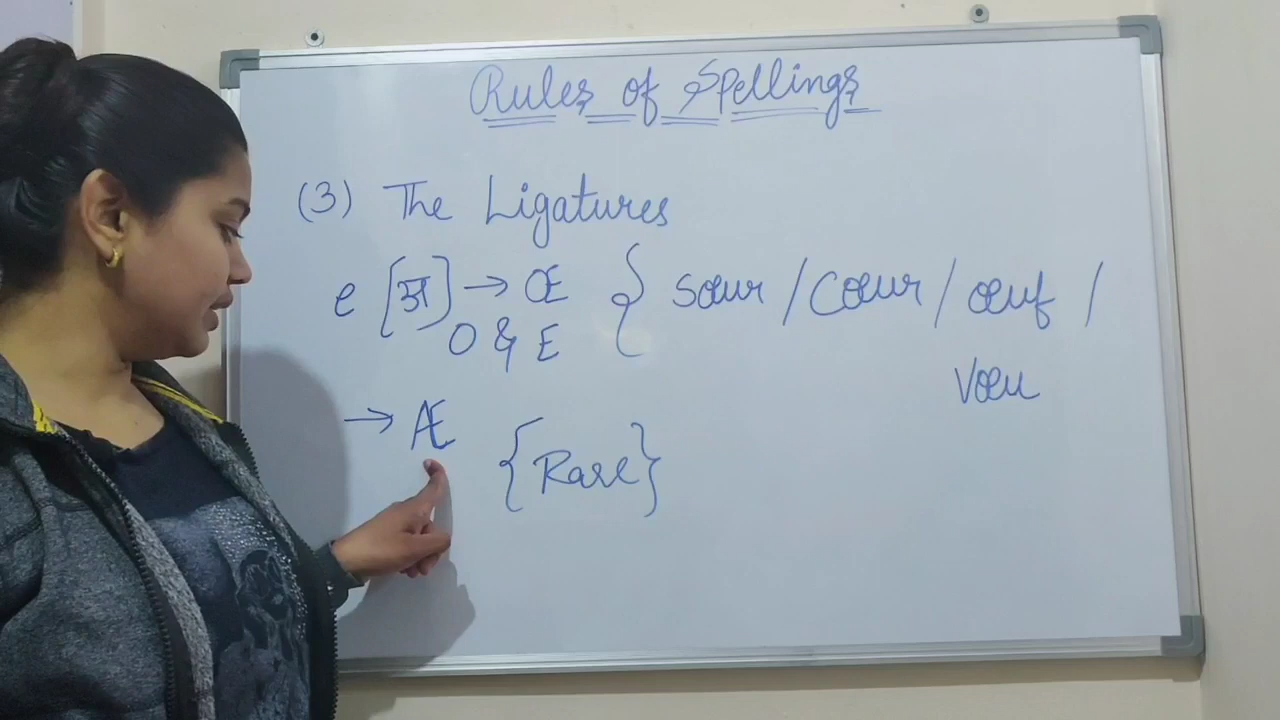 Rules of Spellings
(3) The Ligatures
e [अ] → Œ { sœur / Cœur / œuf /
O & E
Vœu
→ Æ {Rare}